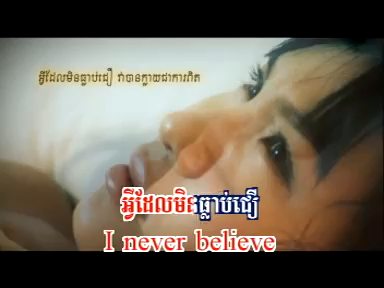 អ្វីដែលមិនធ្លាប់ជឿ វាបានក្លាយជាការពិត
អ្វីដែលមិនធ្លាប់ជឿ
I never believe